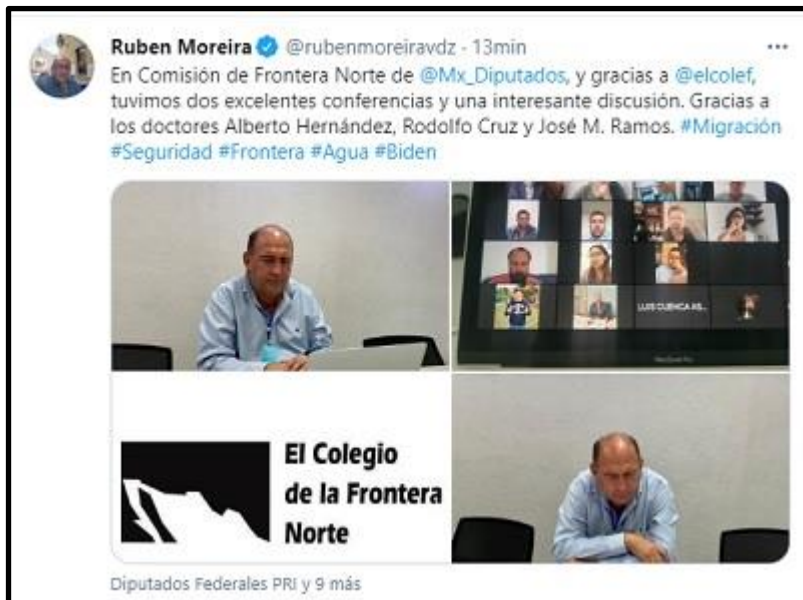 Ruben Moreira @rubenmoreiravdz · 13min
En Comisión de Frontera Norte de @Mx_Diputados, y gracias a @elcolef,
tuvimos dos excelentes conferencias y una interesante discusión. Gracias a
los doctores Alberto Hernández, Rodolfo Cruz y José M. Ramos. #Migración
#Seguridad #Frontera #Agua #Biden
LUIS CUENCA AS...
MacBook Pro
El Colegio
de la Frontera
Norte
Diputados Federales PRI y 9 más